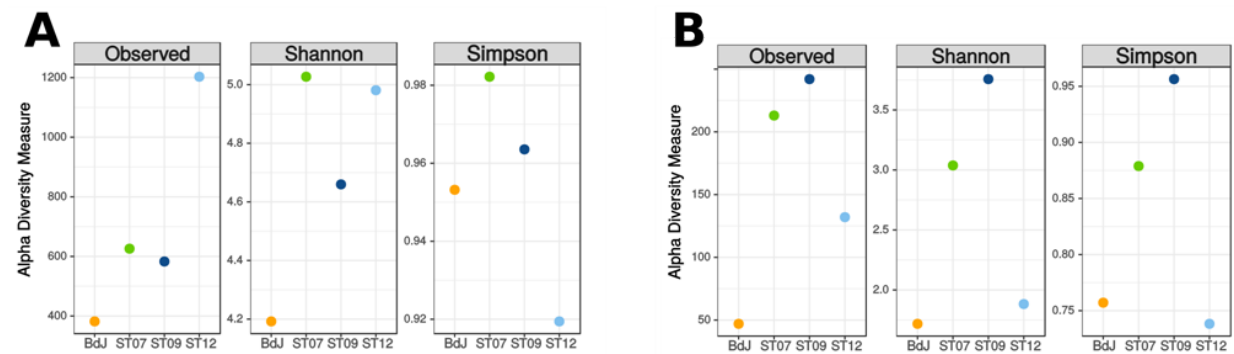 A
Observed
Shannon
Simpson
Alpha Diversity Measure
1200
1000
800
600
400
5.0
4.8
4.6
4.4
4.2
0.98
0.96
0.94
0.92
BdJ ST07 ST09 ST12
BdJ ST07 ST09 ST12
BdJ ST07 ST09 ST12
B
Observed
Shannon
Simpson
Alpha Diversity Measure
200
150
100
50
3.5
3.0
2.5
2.0
0.95
0.90
0.85
0.80
0.75
BdJ ST07 ST09 ST12
BdJ ST07 ST09 ST12
BdJ ST07 ST09 ST12